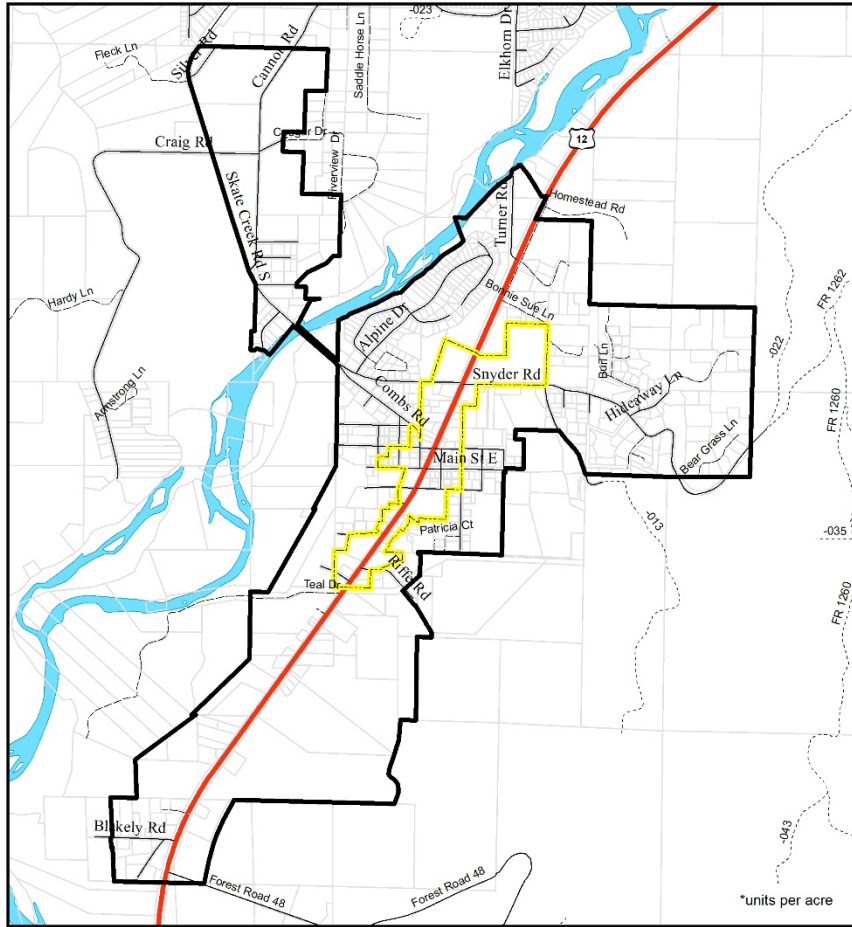 -023
Fleck Ln
Silver Rd
Cannon Rd
Saddle Horse Ln
Elkhorn Dr
12
Craig Rd
Cougar Dr
Riverview Dr
Skate Creek Rd S
Turner Rd
Homestead Rd
Hardy Ln
Bonnie Sue Ln
Alpine Dr
FR 1262
-022
Snyder Rd
Burl Ln
Hideaway Ln
Armstrong Ln
Combs Rd
FR 1260
Bear Grass Ln
Main St E
-013
Patricia Ct
-035
Riffe Rd
Teal Dr
FR 1260
Blakely Rd
-043
Forest Road 48
Forest Road 48
*units per acre